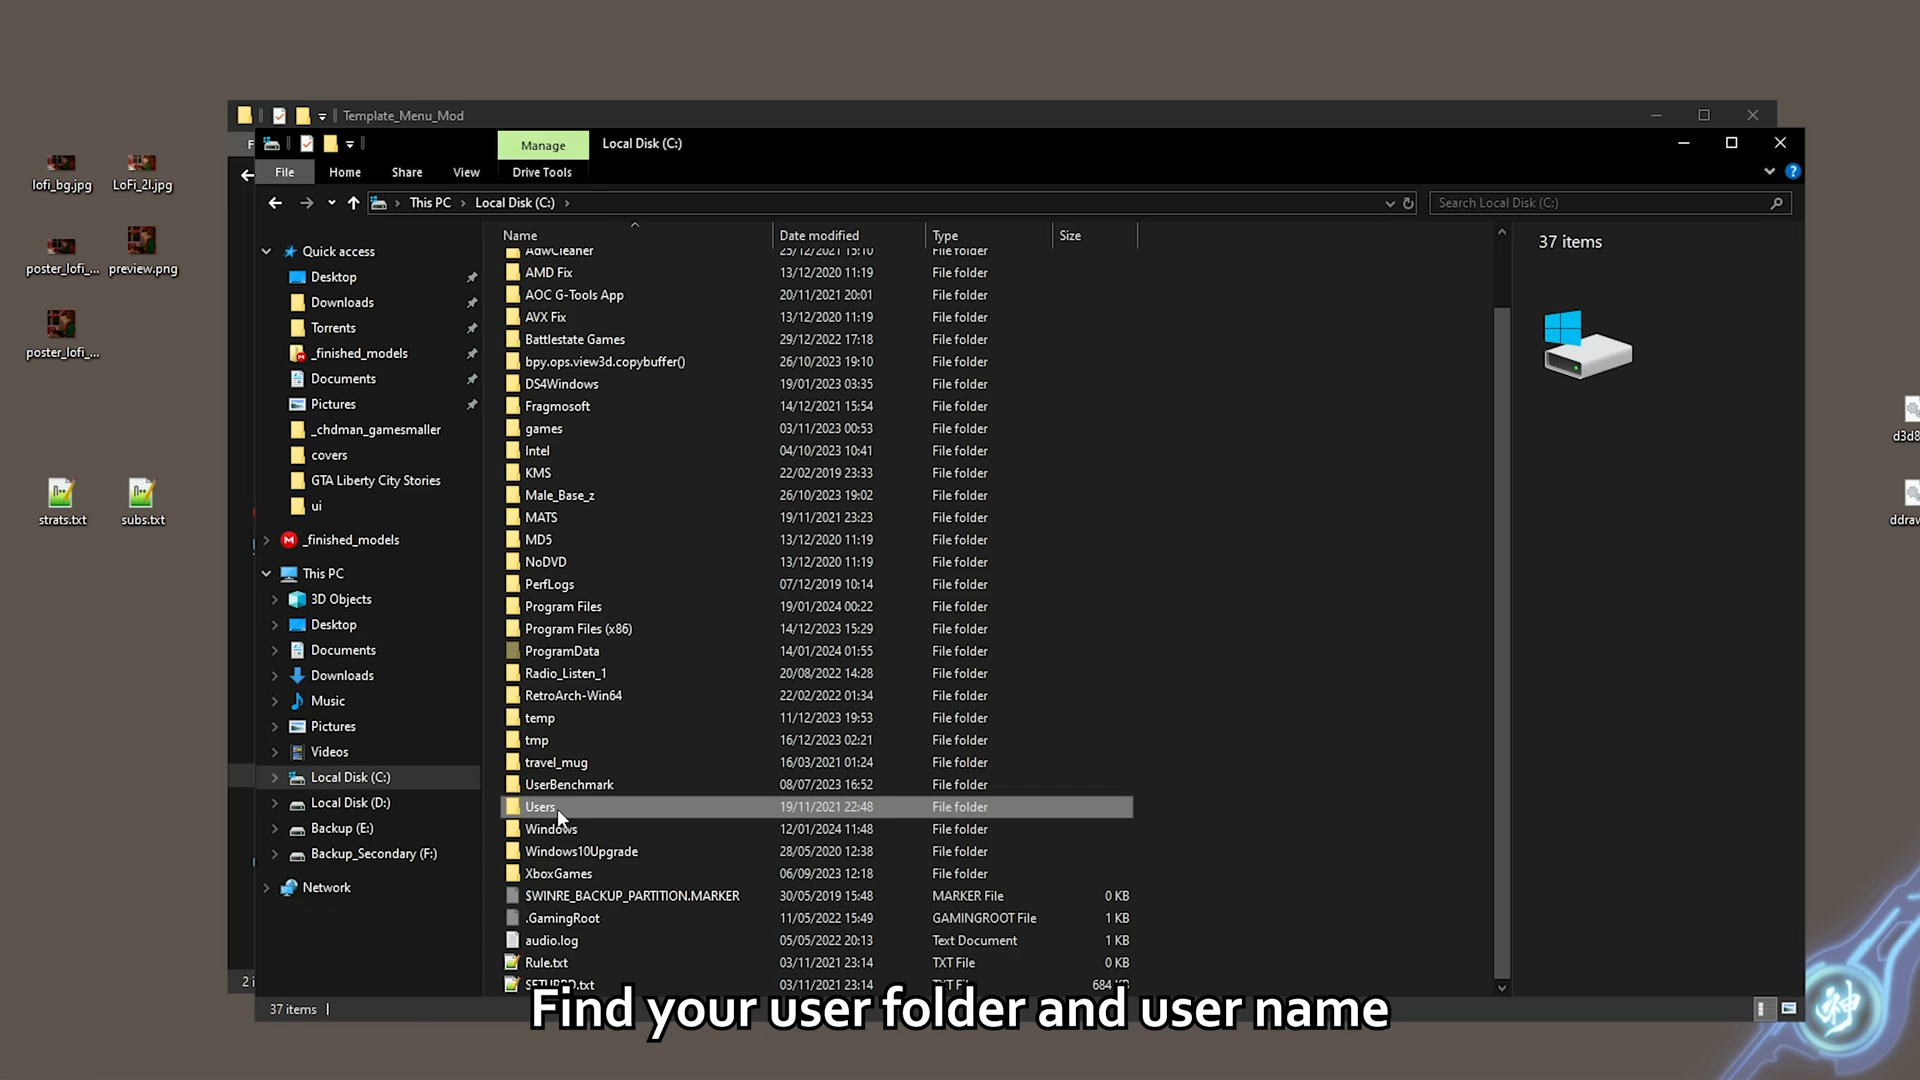 Template_Menu_Mod
Manage
Local Disk (C:)
File
Home
Share
View
Drive Tools
This PC
Local Disk (C:)
Search Local Disk (C:)
lofi_bg.jpg
LoFi_2l.jpg
poster_lofi_...
preview.png
poster_lofi_...
strats.txt
subs.txt
Quick access
Desktop
Downloads
Torrents
_finished_models
Documents
Pictures
_chdman_gamesmaller
covers
GTA Liberty City Stories
ui
_finished_models
This PC
3D Objects
Desktop
Documents
Downloads
Music
Pictures
Videos
Local Disk (C:)
Local Disk (D:)
Backup (E:)
Backup_Secondary (F:)
Network
Name Date modified Type Size
AdwCleaner 25/12/2021 15:10 File folder
AMD Fix 13/12/2020 11:19 File folder
AOC G-Tools App 20/11/2021 20:01 File folder
AVX Fix 13/12/2020 11:19 File folder
Battlestate Games 29/12/2022 17:18 File folder
bpy.ops.view3d.copybuffer() 26/10/2023 19:10 File folder
DS4Windows 19/01/2023 03:35 File folder
Fragmosoft 14/12/2021 15:54 File folder
games 03/11/2023 00:53 File folder
Intel 04/10/2023 10:41 File folder
KMS 22/02/2019 23:33 File folder
Male_Base_z 26/10/2023 19:02 File folder
MATS 19/11/2021 23:23 File folder
MD5 13/12/2020 11:19 File folder
NoDVD 13/12/2020 11:19 File folder
PerfLogs 07/12/2019 10:14 File folder
Program Files 19/01/2024 00:22 File folder
Program Files (x86) 14/12/2023 15:29 File folder
ProgramData 14/01/2024 01:55 File folder
Radio_Listen_1 20/08/2022 14:28 File folder
RetroArch-Win64 22/02/2022 01:34 File folder
temp 11/12/2023 19:53 File folder
tmp 16/12/2023 02:21 File folder
travel_mug 16/03/2021 01:24 File folder
UserBenchmark 08/07/2023 16:52 File folder
Users 19/11/2021 22:48 File folder
Windows 12/01/2024 11:48 File folder
Windows10Upgrade 28/05/2020 12:38 File folder
XboxGames 06/09/2023 12:18 File folder
$WINRE_BACKUP_PARTITION.MARKER 30/05/2019 15:48 MARKER File 0 KB
.GamingRoot 11/05/2022 15:49 GAMINGROOT File 1 KB
audio.log 05/05/2022 20:13 Text Document 1 KB
Rule.txt 03/11/2021 23:14 TXT File 0 KB
03/11/2021 23:14 TXT File 684 KB
37 items
d3d8
ddraw
37 items
Find your user folder and user name
神